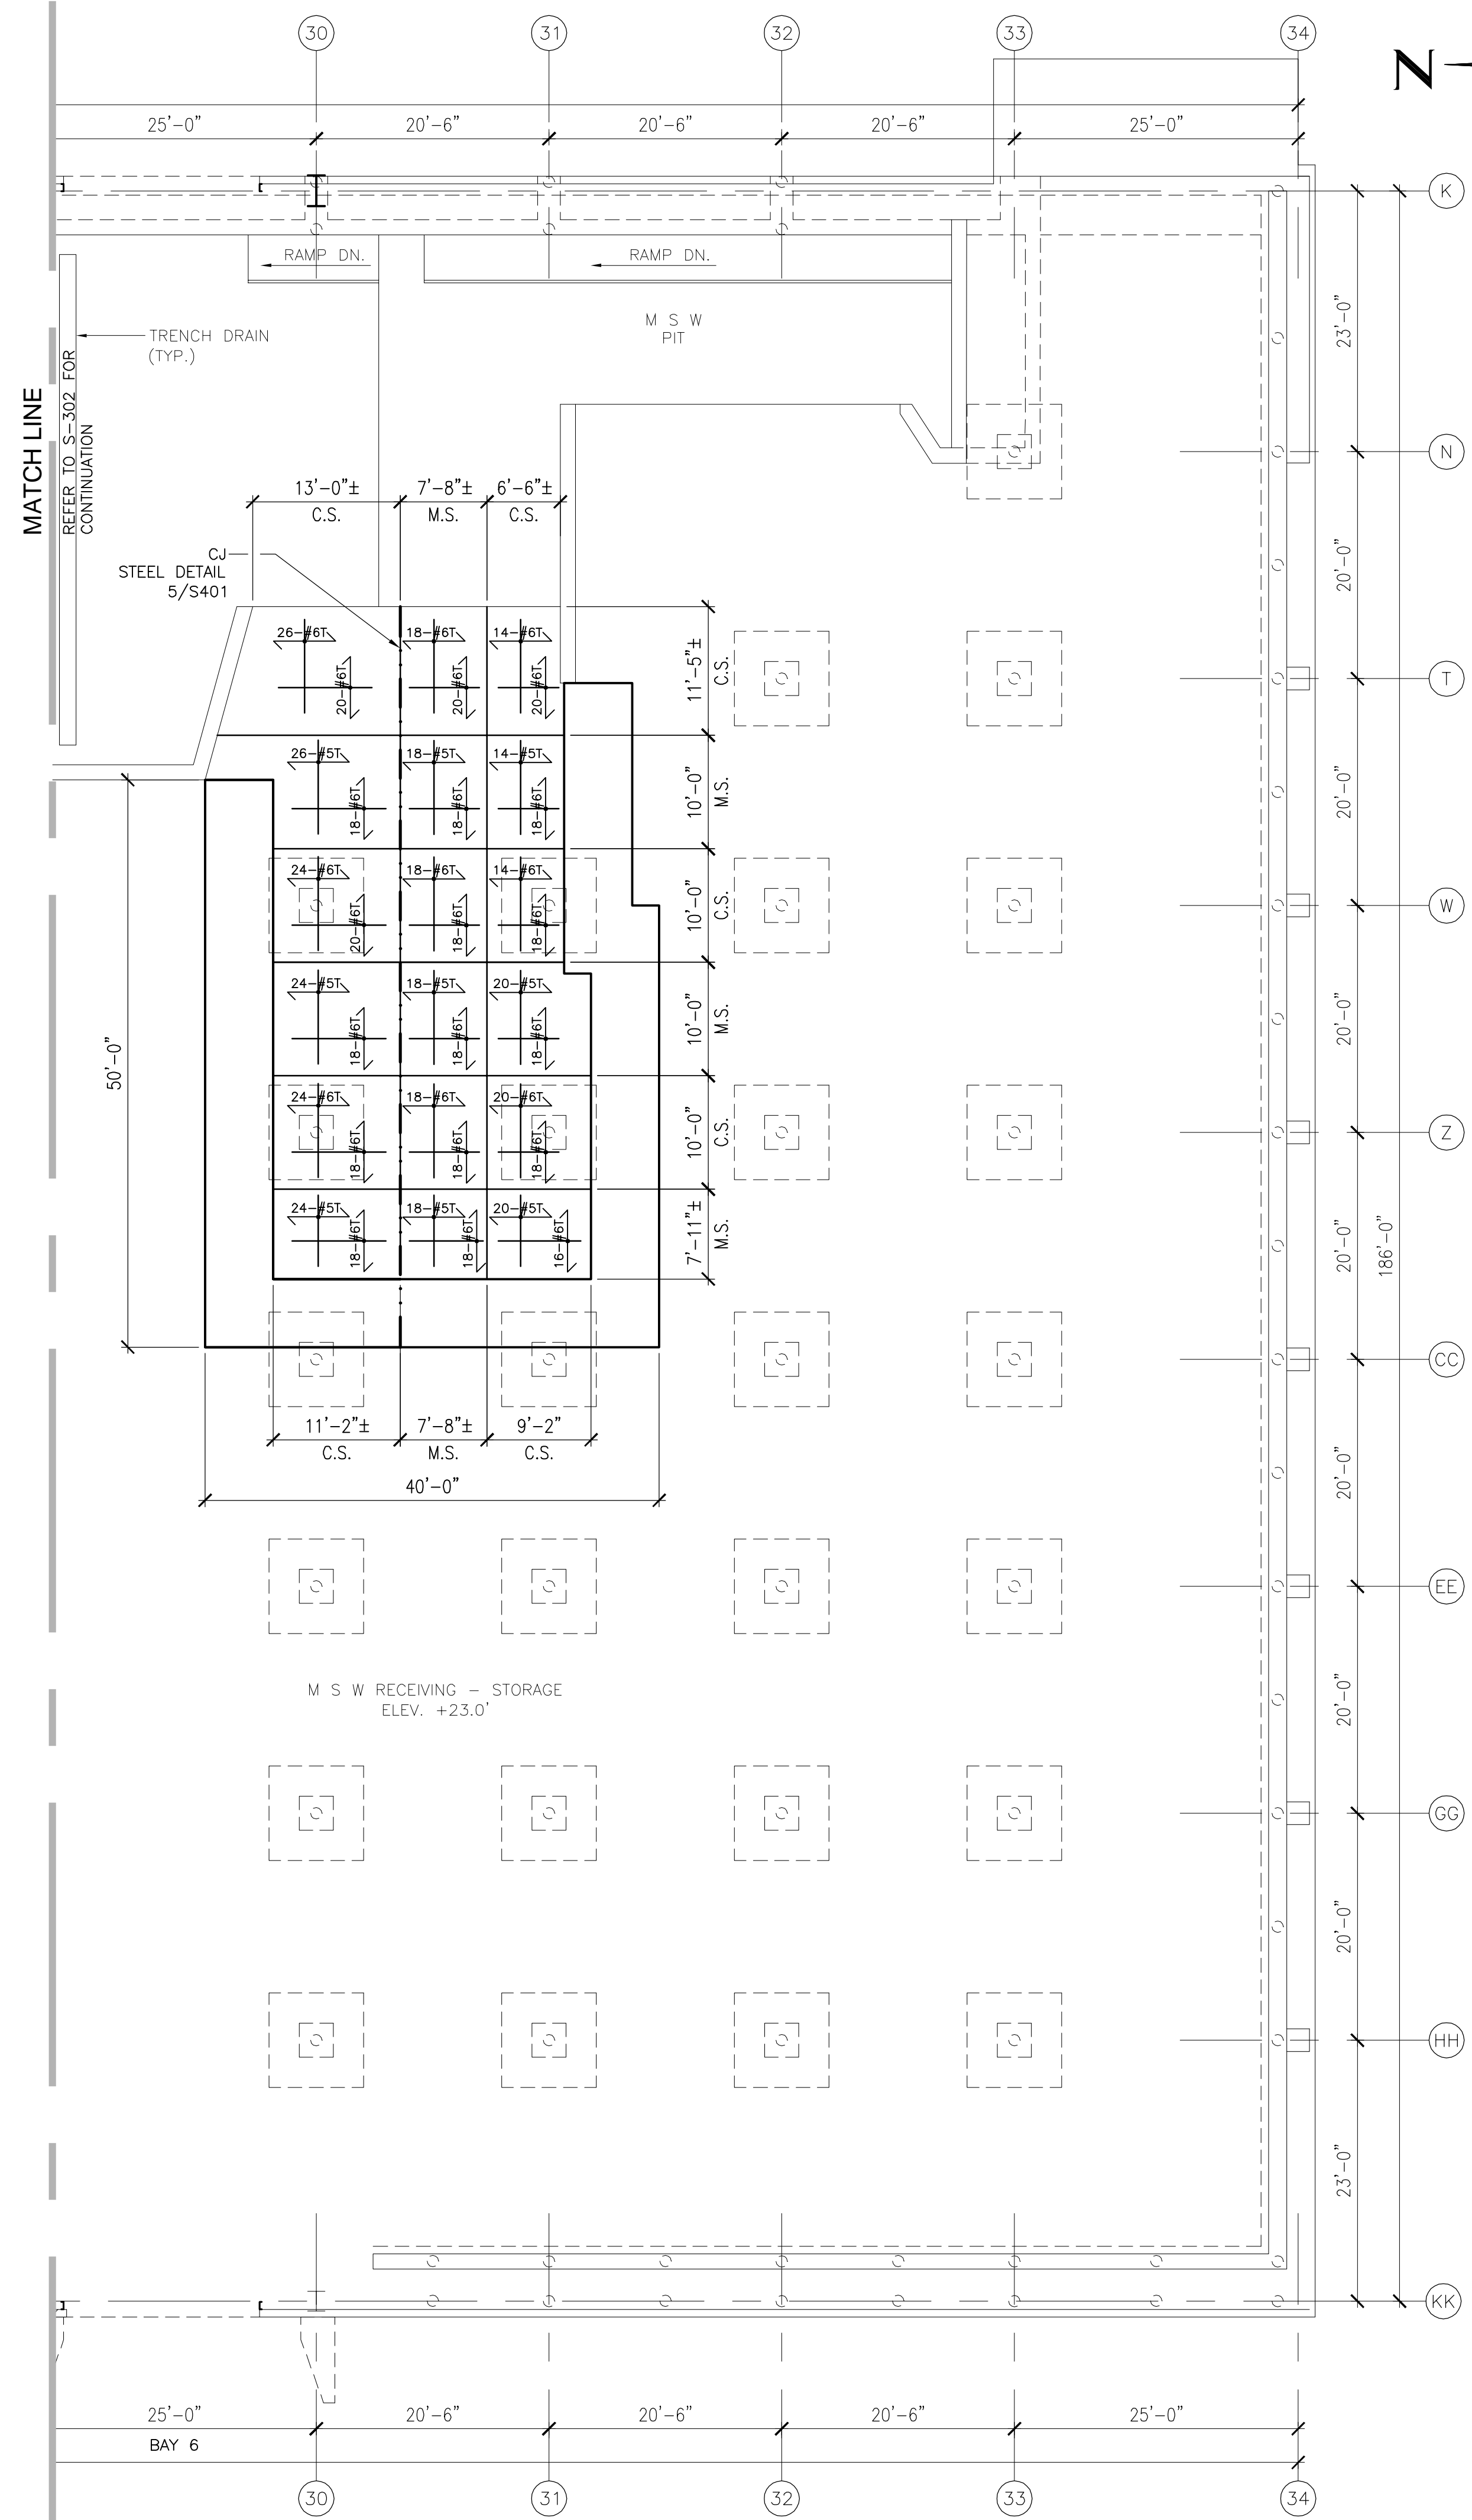 30
31
32
33
34
N
25'-0"
20'-6"
20'-6"
20'-6"
25'-0"
K
RAMP DN.
RAMP DN.
M S W
PIT
TRENCH DRAIN
(TYP.)
23'-0"
MATCH LINE
REFER TO S-302 FOR
CONTINUATION
N
13'-0"±
C.S.
7'-8"±
M.S.
6'-6"±
C.S.
CJ
STEEL DETAIL
5/S401
20'-0"
26-#6T
20-#6T
18-#6T
20-#6T
14-#6T
20-#6T
11'-5"±
C.S.
T
26-#5T
18-#6T
18-#5T
18-#6T
14-#5T
18-#6T
10'-0"
M.S.
20'-0"
24-#6T
20-#6T
18-#6T
18-#6T
14-#6T
18-#6T
10'-0"
C.S.
W
24-#5T
18-#6T
18-#5T
18-#6T
20-#5T
18-#6T
10'-0"
M.S.
20'-0"
50'-0"
24-#6T
18-#6T
18-#6T
18-#6T
20-#6T
18-#6T
10'-0"
C.S.
Z
24-#5T
18-#6T
18-#5T
18-#6T
20-#5T
16-#6T
7'-11"±
M.S.
20'-0"
186'-0"
CC
11'-2"±
C.S.
7'-8"±
M.S.
9'-2"
C.S.
40'-0"
20'-0"
EE
M S W RECEIVING - STORAGE
ELEV. +23.0'
20'-0"
GG
20'-0"
HH
23'-0"
KK
25'-0"
20'-6"
20'-6"
20'-6"
25'-0"
BAY 6
30
31
32
33
34